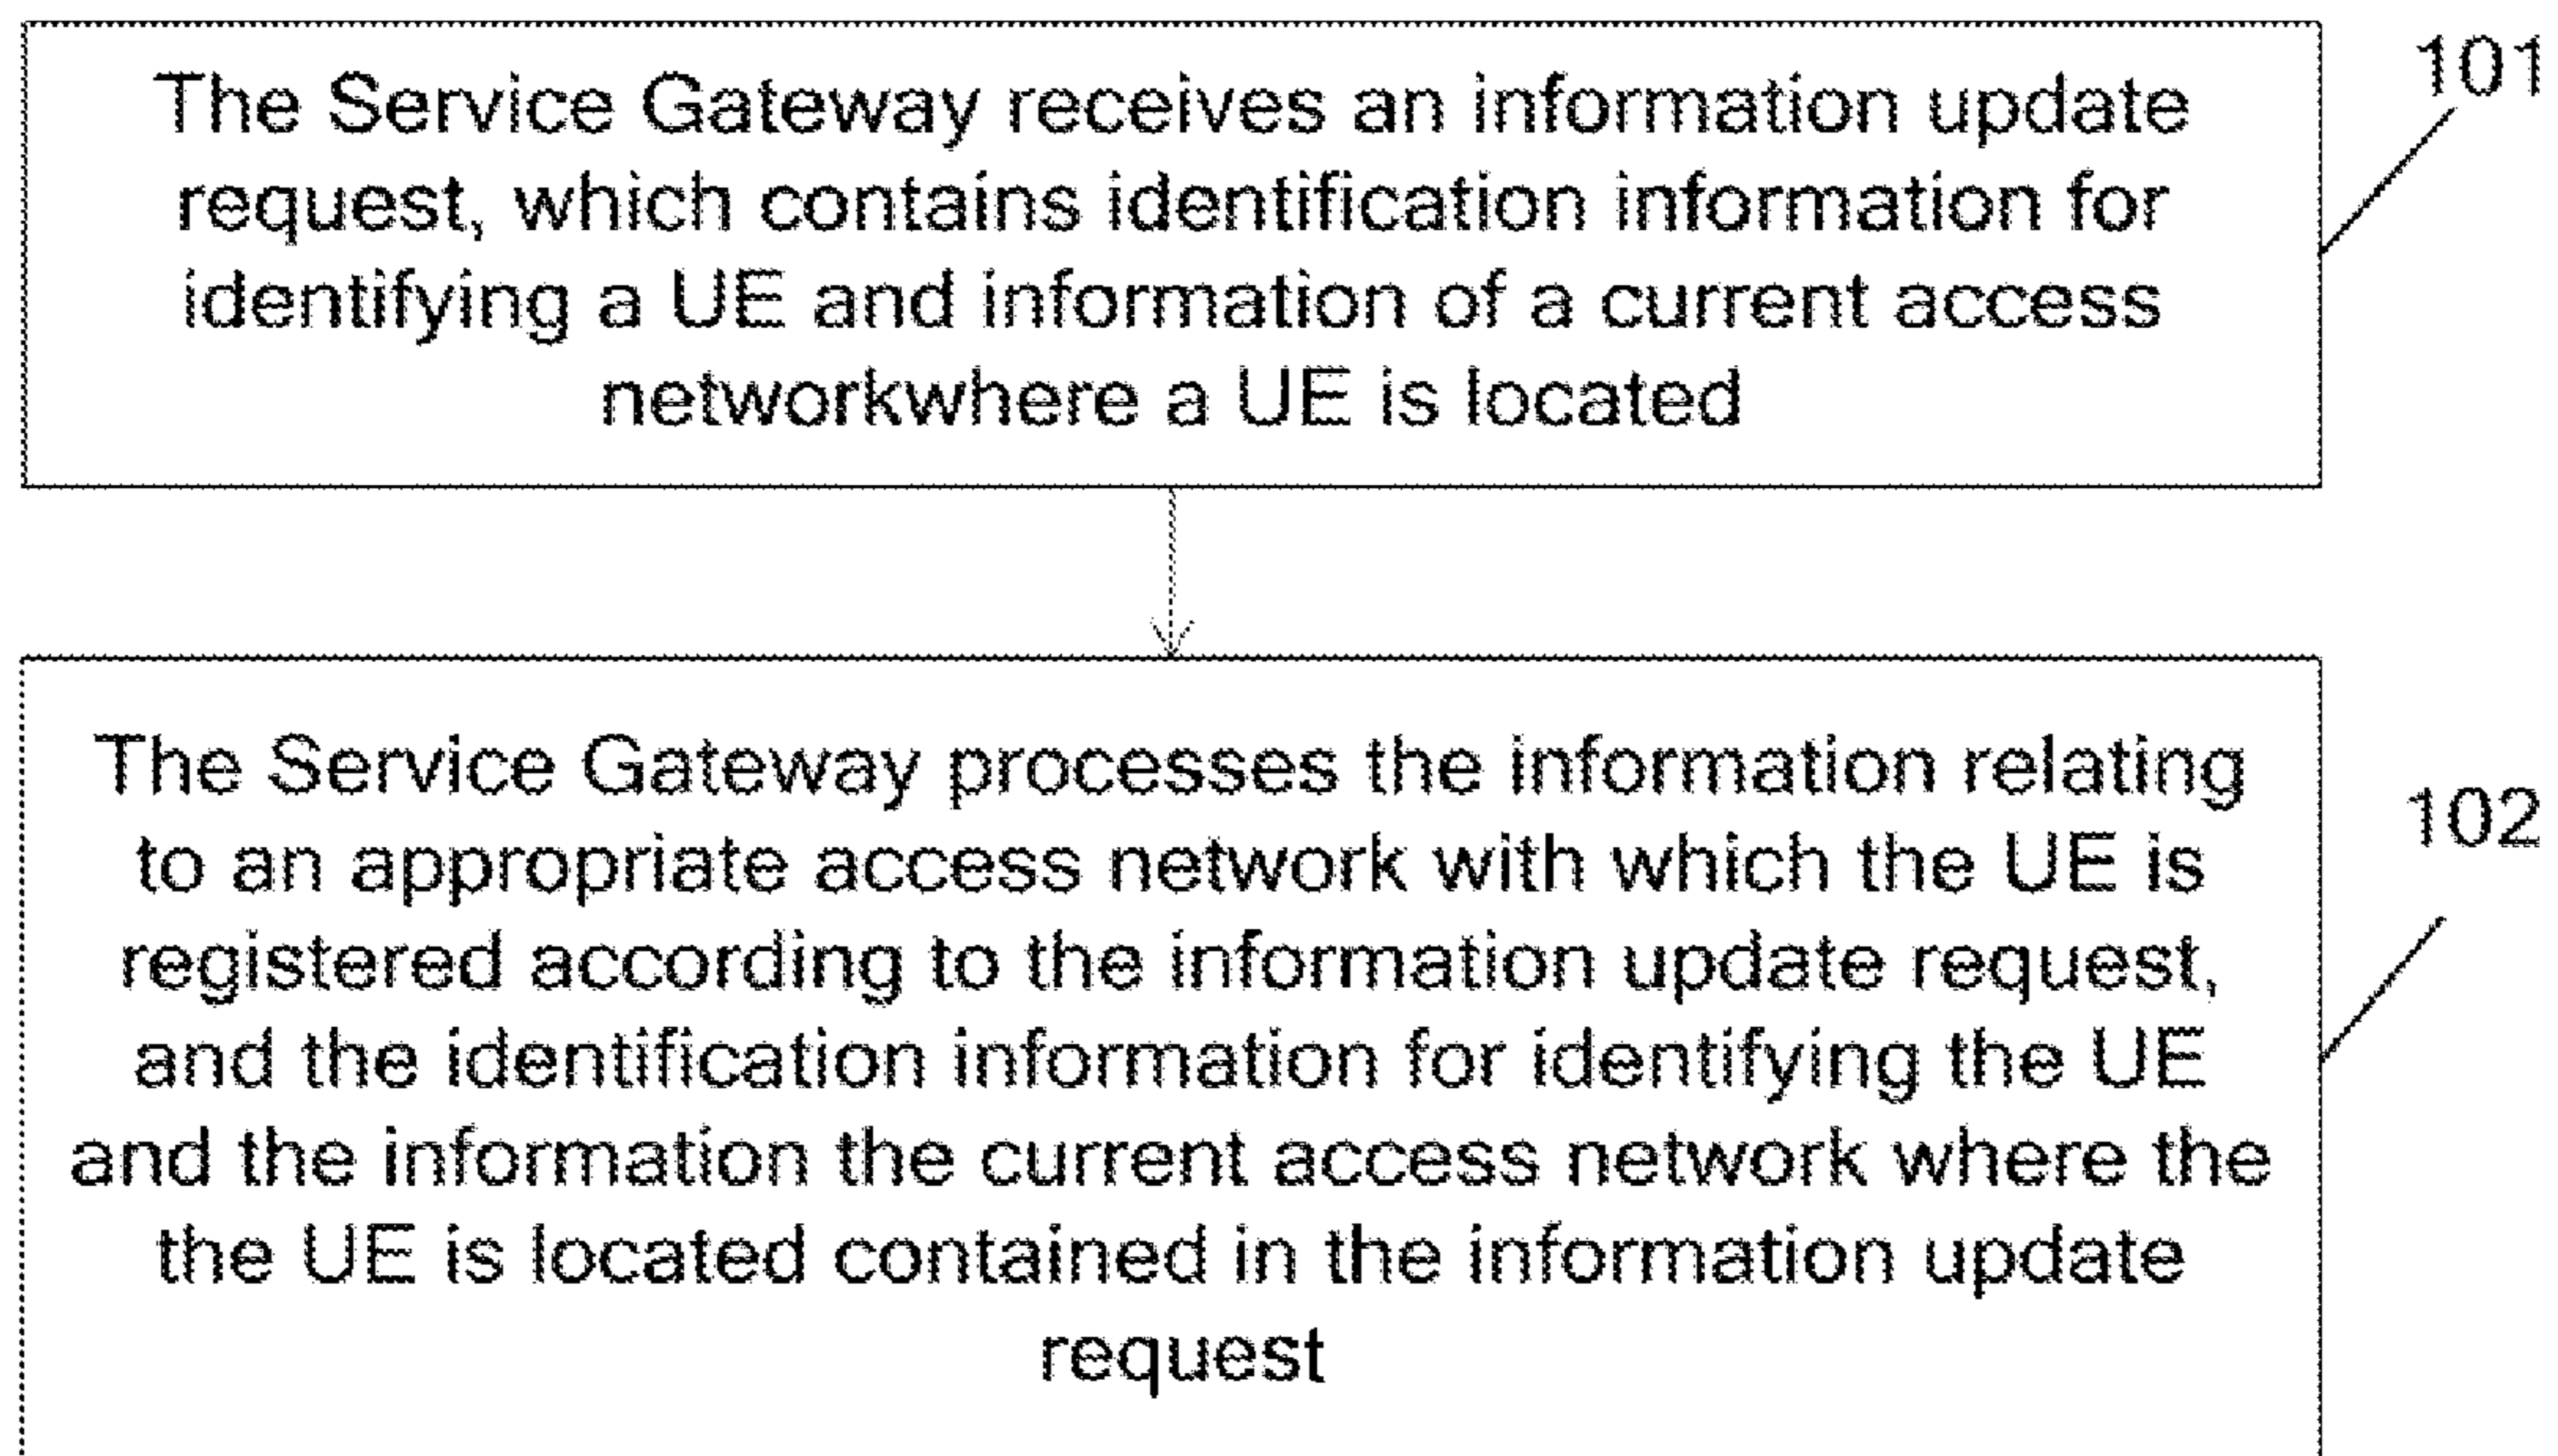 The Service Gateway receives an information update
request, which contains identification information for
identifying a UE and information of a current access
networkwhere a UE is located
101
The Service Gateway processes the information relating
to an appropriate access network with which the UE is
registered according to the information update request,
and the identification information for identifying the UE
and the information the current access network where the
the UE is located contained in the information update
request
102